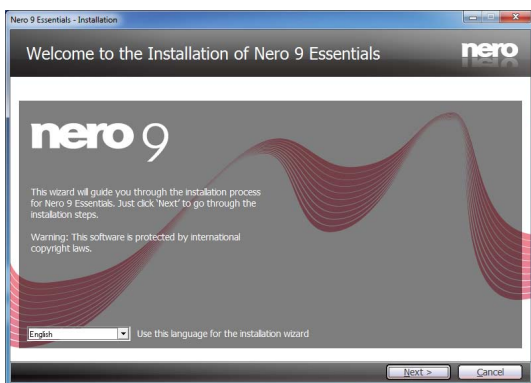 Nero 9 Essentials - Installation
Welcome to the Installation of Nero 9 Essentials
nero
nero 9
This wizard will guide you through the installation process
for Nero 9 Essentials. Just click 'Next' to go through the
installation steps.
Warning: This software is protected by international
copyright laws.
English
Use this language for the installation wizard
Next >
Cancel